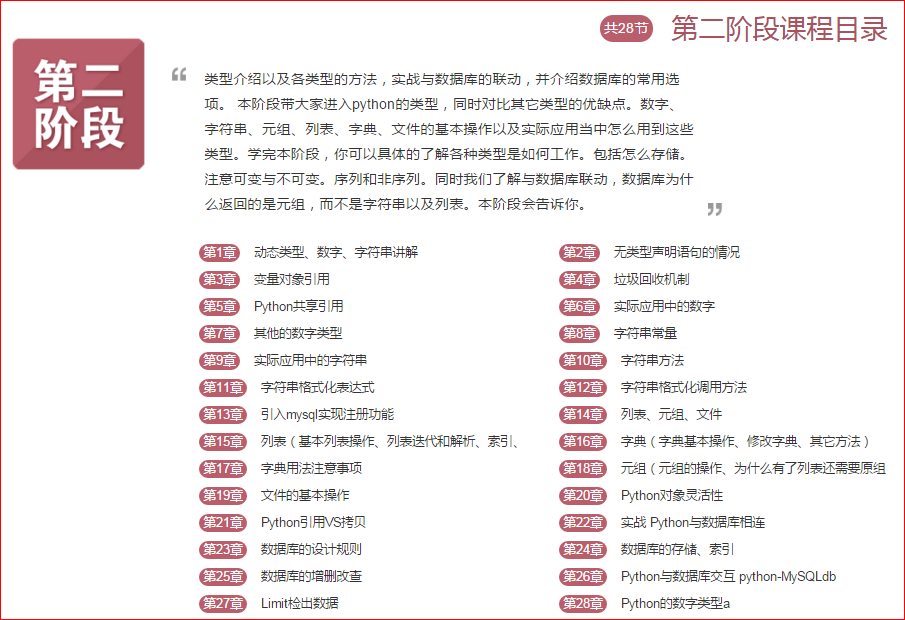 共28节 第二阶段课程目录
第二
阶段
“ 类型介绍以及各类型的方法，实战与数据库的联动，并介绍数据库的常用选
项。 本阶段带大家进入python的类型，同时对比其它类型的优缺点。数字、
字符串、元组、列表、字典、文件的基本操作以及实际应用当中怎么用到这些
类型。学完本阶段，你可以具体的了解各种类型是如何工作。包括怎么存储。
注意可变与不可变。序列和非序列。同时我们了解与数据库联动，数据库为什
么返回的是元组，而不是字符串以及列表。本阶段会告诉你。 ”
第1章 动态类型、数字、字符串讲解
第2章 无类型声明语句的情况
第3章 变量对象引用
第4章 垃圾回收机制
第5章 Python共享引用
第6章 实际应用中的数字
第7章 其他的数字类型
第8章 字符串常量
第9章 实际应用中的字符串
第10章 字符串方法
第11章 字符串格式化表达式
第12章 字符串格式化调用方法
第13章 引入mysql实现注册功能
第14章 列表、元组、文件
第15章 列表（基本列表操作、列表迭代和解析、索引、
第16章 字典（字典基本操作、修改字典、其它方法）
第17章 字典用法注意事项
第18章 元组（元组的操作、为什么有了列表还需要原组
第19章 文件的基本操作
第20章 Python对象灵活性
第21章 Python引用VS拷贝
第22章 实战 Python与数据库相连
第23章 数据库的设计规则
第24章 数据库的存储、索引
第25章 数据库的增删改查
第26章 Python与数据库交互 python-MySQLdb
第27章 Limit检出数据
第28章 Python的数字类型a